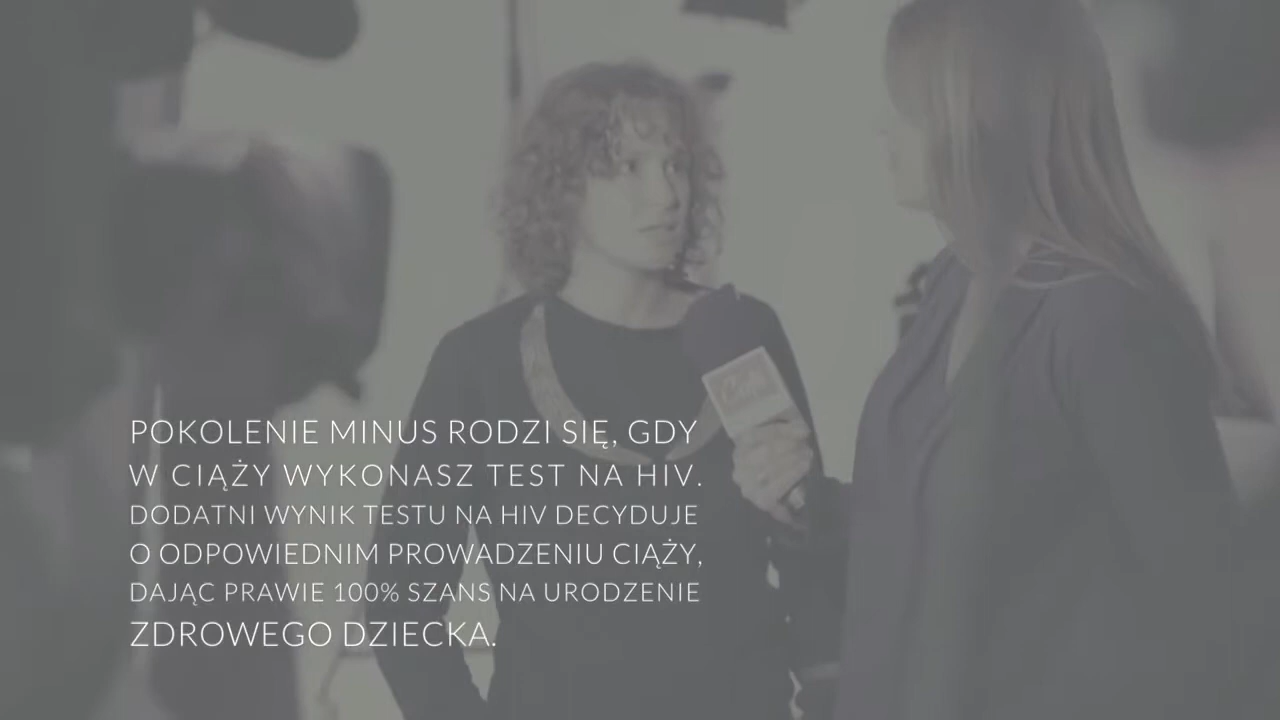 POKOLENIE MINUS RODZI SIĘ, GDY
W CIĄŻY WYKONASZ TEST NA HIV.
DODATNI WYNIK TESTU NA HIV DECYDUJE
O ODPOWIEDNIM PROWADZENIU CIĄŻY,
DAJĄC PRAWIE 100% SZANS NA URODZENIE
ZDROWEGO DZIECKA.